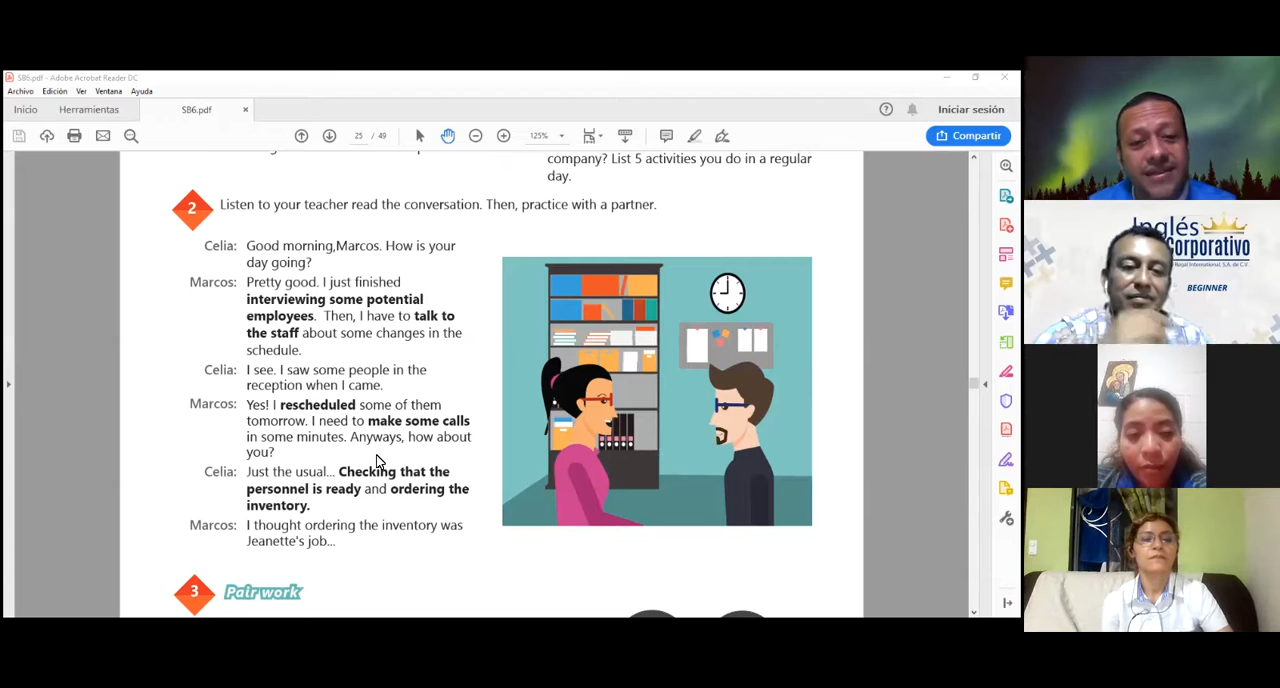 SB6.pdf - Adobe Acrobat Reader DC
Archivo Edición Ver Ventana Ayuda
Inicio Herramientas SB6.pdf x Iniciar sesión
25 / 49 125% Compartir
company? List 5 activities you do in a regular
day.
2 Listen to your teacher read the conversation. Then, practice with a partner.
Celia: Good morning,Marcos. How is your
day going?
Marcos: Pretty good. I just finished
interviewing some potential
employees. Then, I have to talk to
the staff about some changes in the
schedule.
Celia: I see. I saw some people in the
reception when I came.
Marcos: Yes! I rescheduled some of them
tomorrow. I need to make some calls
in some minutes. Anyways, how about
you?
Celia: Just the usual... Checking that the
personnel is ready and ordering the
inventory.
Marcos: I thought ordering the inventory was
Jeanette's job...
3 Pair work
Inglés
Corporativo
Royal International, S.A. de C.V.
BEGINNER